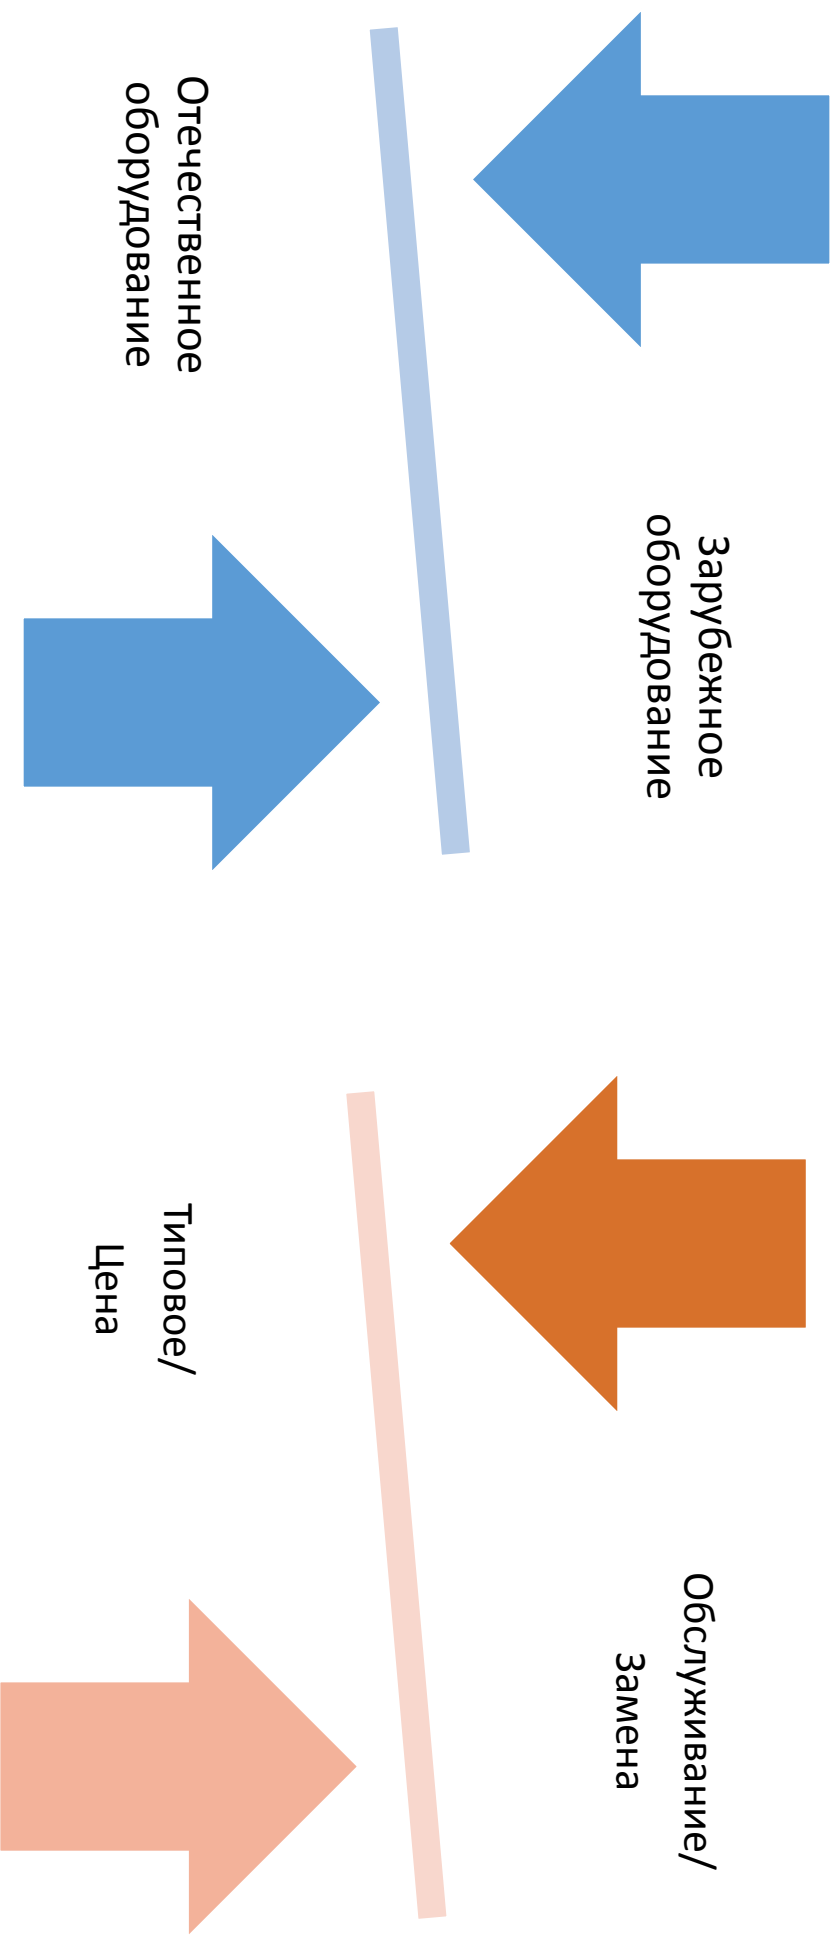 Зарубежное
оборудование
Отечественное
оборудование
Обслуживание/
Замена
Типовое/
Цена